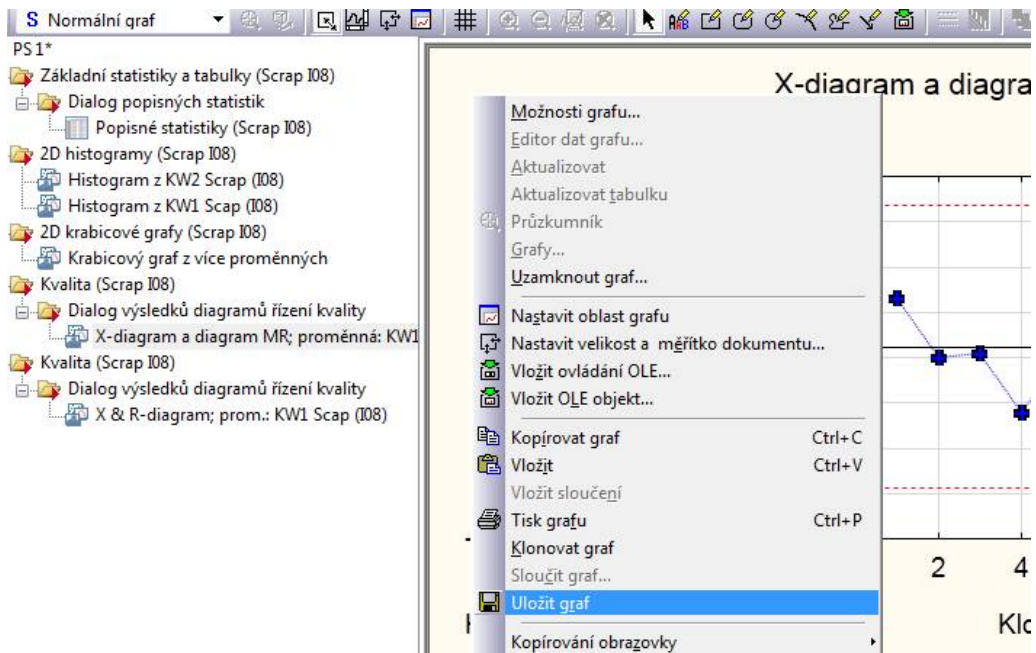 S Normální graf
PS 1*
Základní statistiky a tabulky (Scrap I08)
Dialog popisných statistik
Popisné statistiky (Scrap I08)
2D histogramy (Scrap I08)
Histogram z KW2 Scrap (I08)
Histogram z KW1 Scap (I08)
2D krabicové grafy (Scrap I08)
Krabicový graf z více proměnných
Kvalita (Scrap I08)
Dialog výsledků diagramů řízení kvality
X-diagram a diagram MR; proměnná: KW1
Kvalita (Scrap I08)
Dialog výsledků diagramů řízení kvality
X & R-diagram; prom.: KW1 Scap (I08)
X-diagram a diagra
Možnosti grafu...
Editor dat grafu...
Aktualizovat
Aktualizovat tabulku
Průzkumník
Grafy...
Uzamknout graf...
Nastavit oblast grafu
Nastavit velikost a měřítko dokumentu...
Vložit ovládání OLE...
Vložit OLE objekt...
Kopírovat graf Ctrl+C
Vložit Ctrl+V
Vložit sloučení
Tisk grafu Ctrl+P
Klonovat graf
Sloučit graf...
Uložit graf
Kopírování obrazovky
2 4
Klo